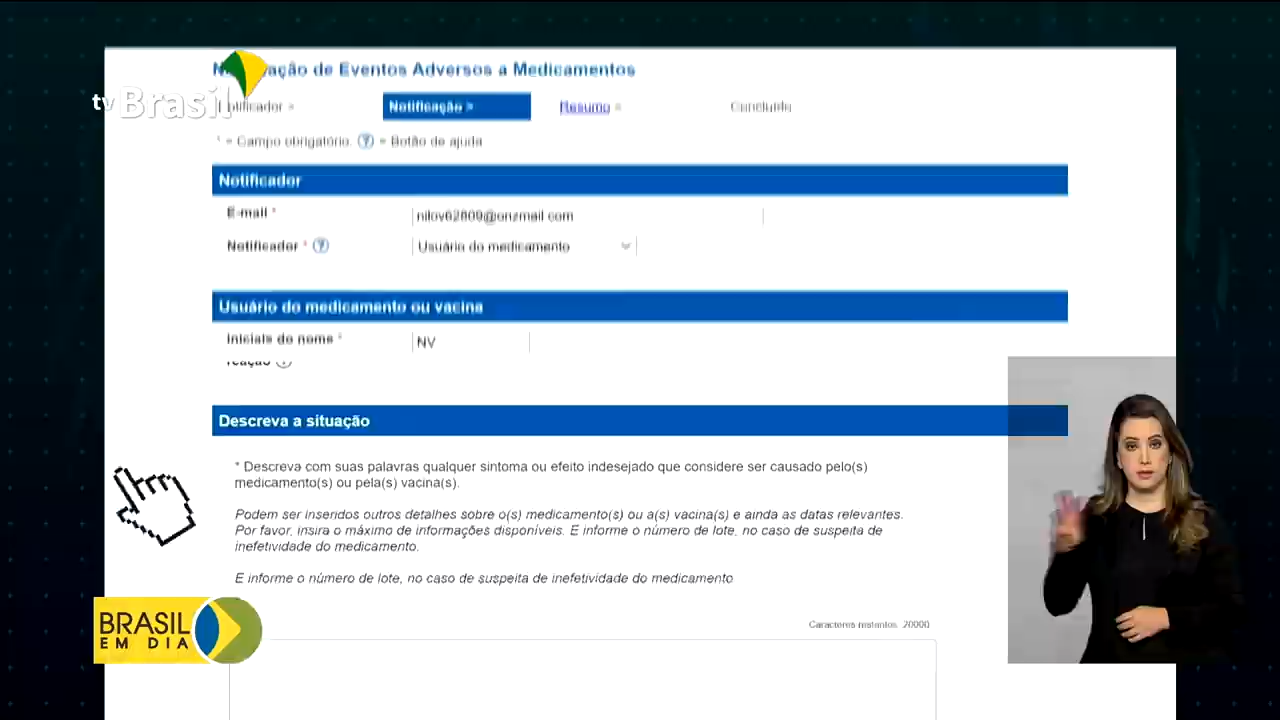 ação de Eventos Adversos a Medicamentos
tv Brasil
Notificação »
Resumo »
Concluído
* = Campo obrigatório. ? = Botão de ajuda
Notificador
E-mail *
Notificador * ?
Usuário do medicamento
Usuário do medicamento ou vacina
Iniciais do nome *
NV
reação ?
Descreva a situação
* Descreva com suas palavras qualquer sintoma ou efeito indesejado que considere ser causado pelo(s)
medicamento(s) ou pela(s) vacina(s).
Podem ser inseridos outros detalhes sobre o(s) medicamento(s) ou a(s) vacina(s) e ainda as datas relevantes.
Por favor, insira o máximo de informações disponíveis. E informe o número de lote, no caso de suspeita de
inefetividade do medicamento.
E informe o número de lote, no caso de suspeita de inefetividade do medicamento
BRASIL
EM DIA
Caracteres restantes: 20000